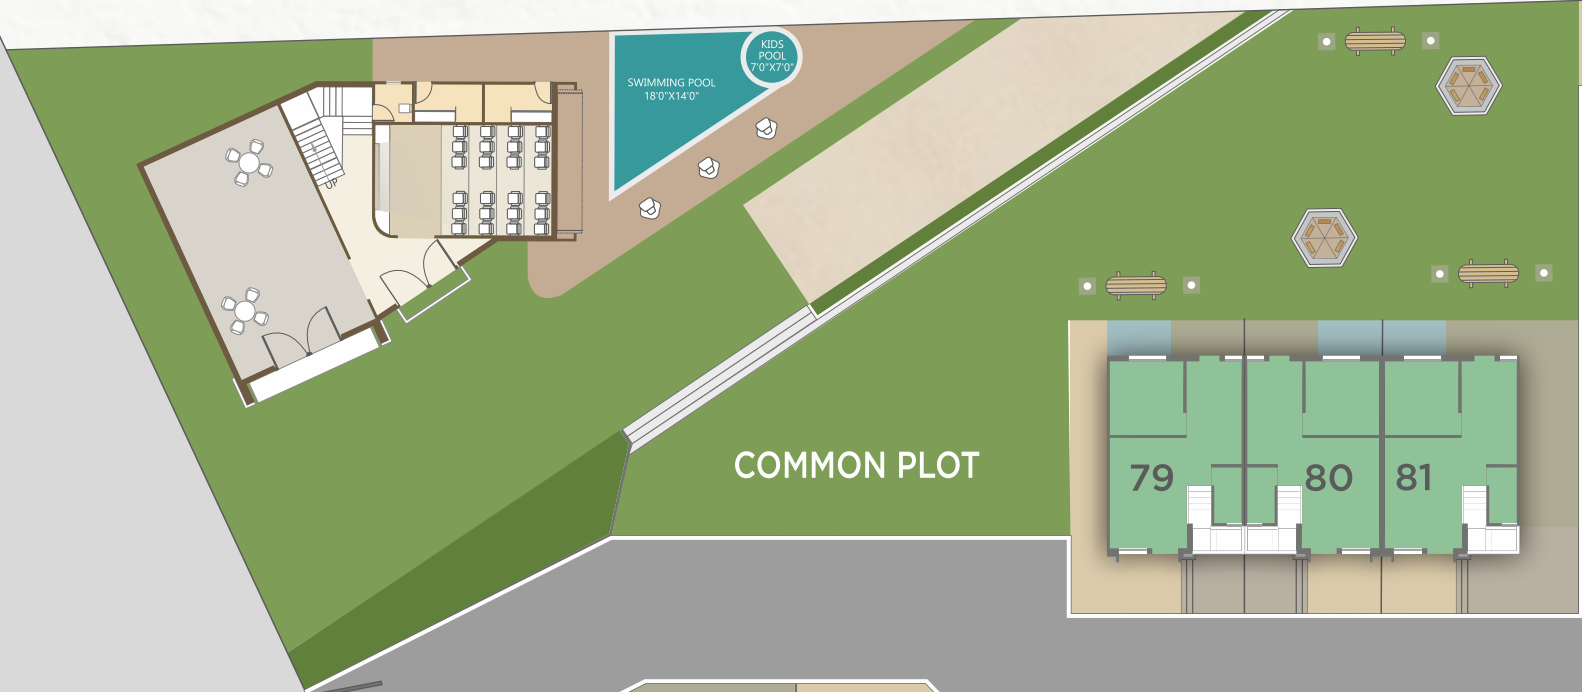 KIDS
POOL
7'0"X7'0"
SWIMMING POOL
18'0"X14'0"
UP
COMMON PLOT
79
80
81